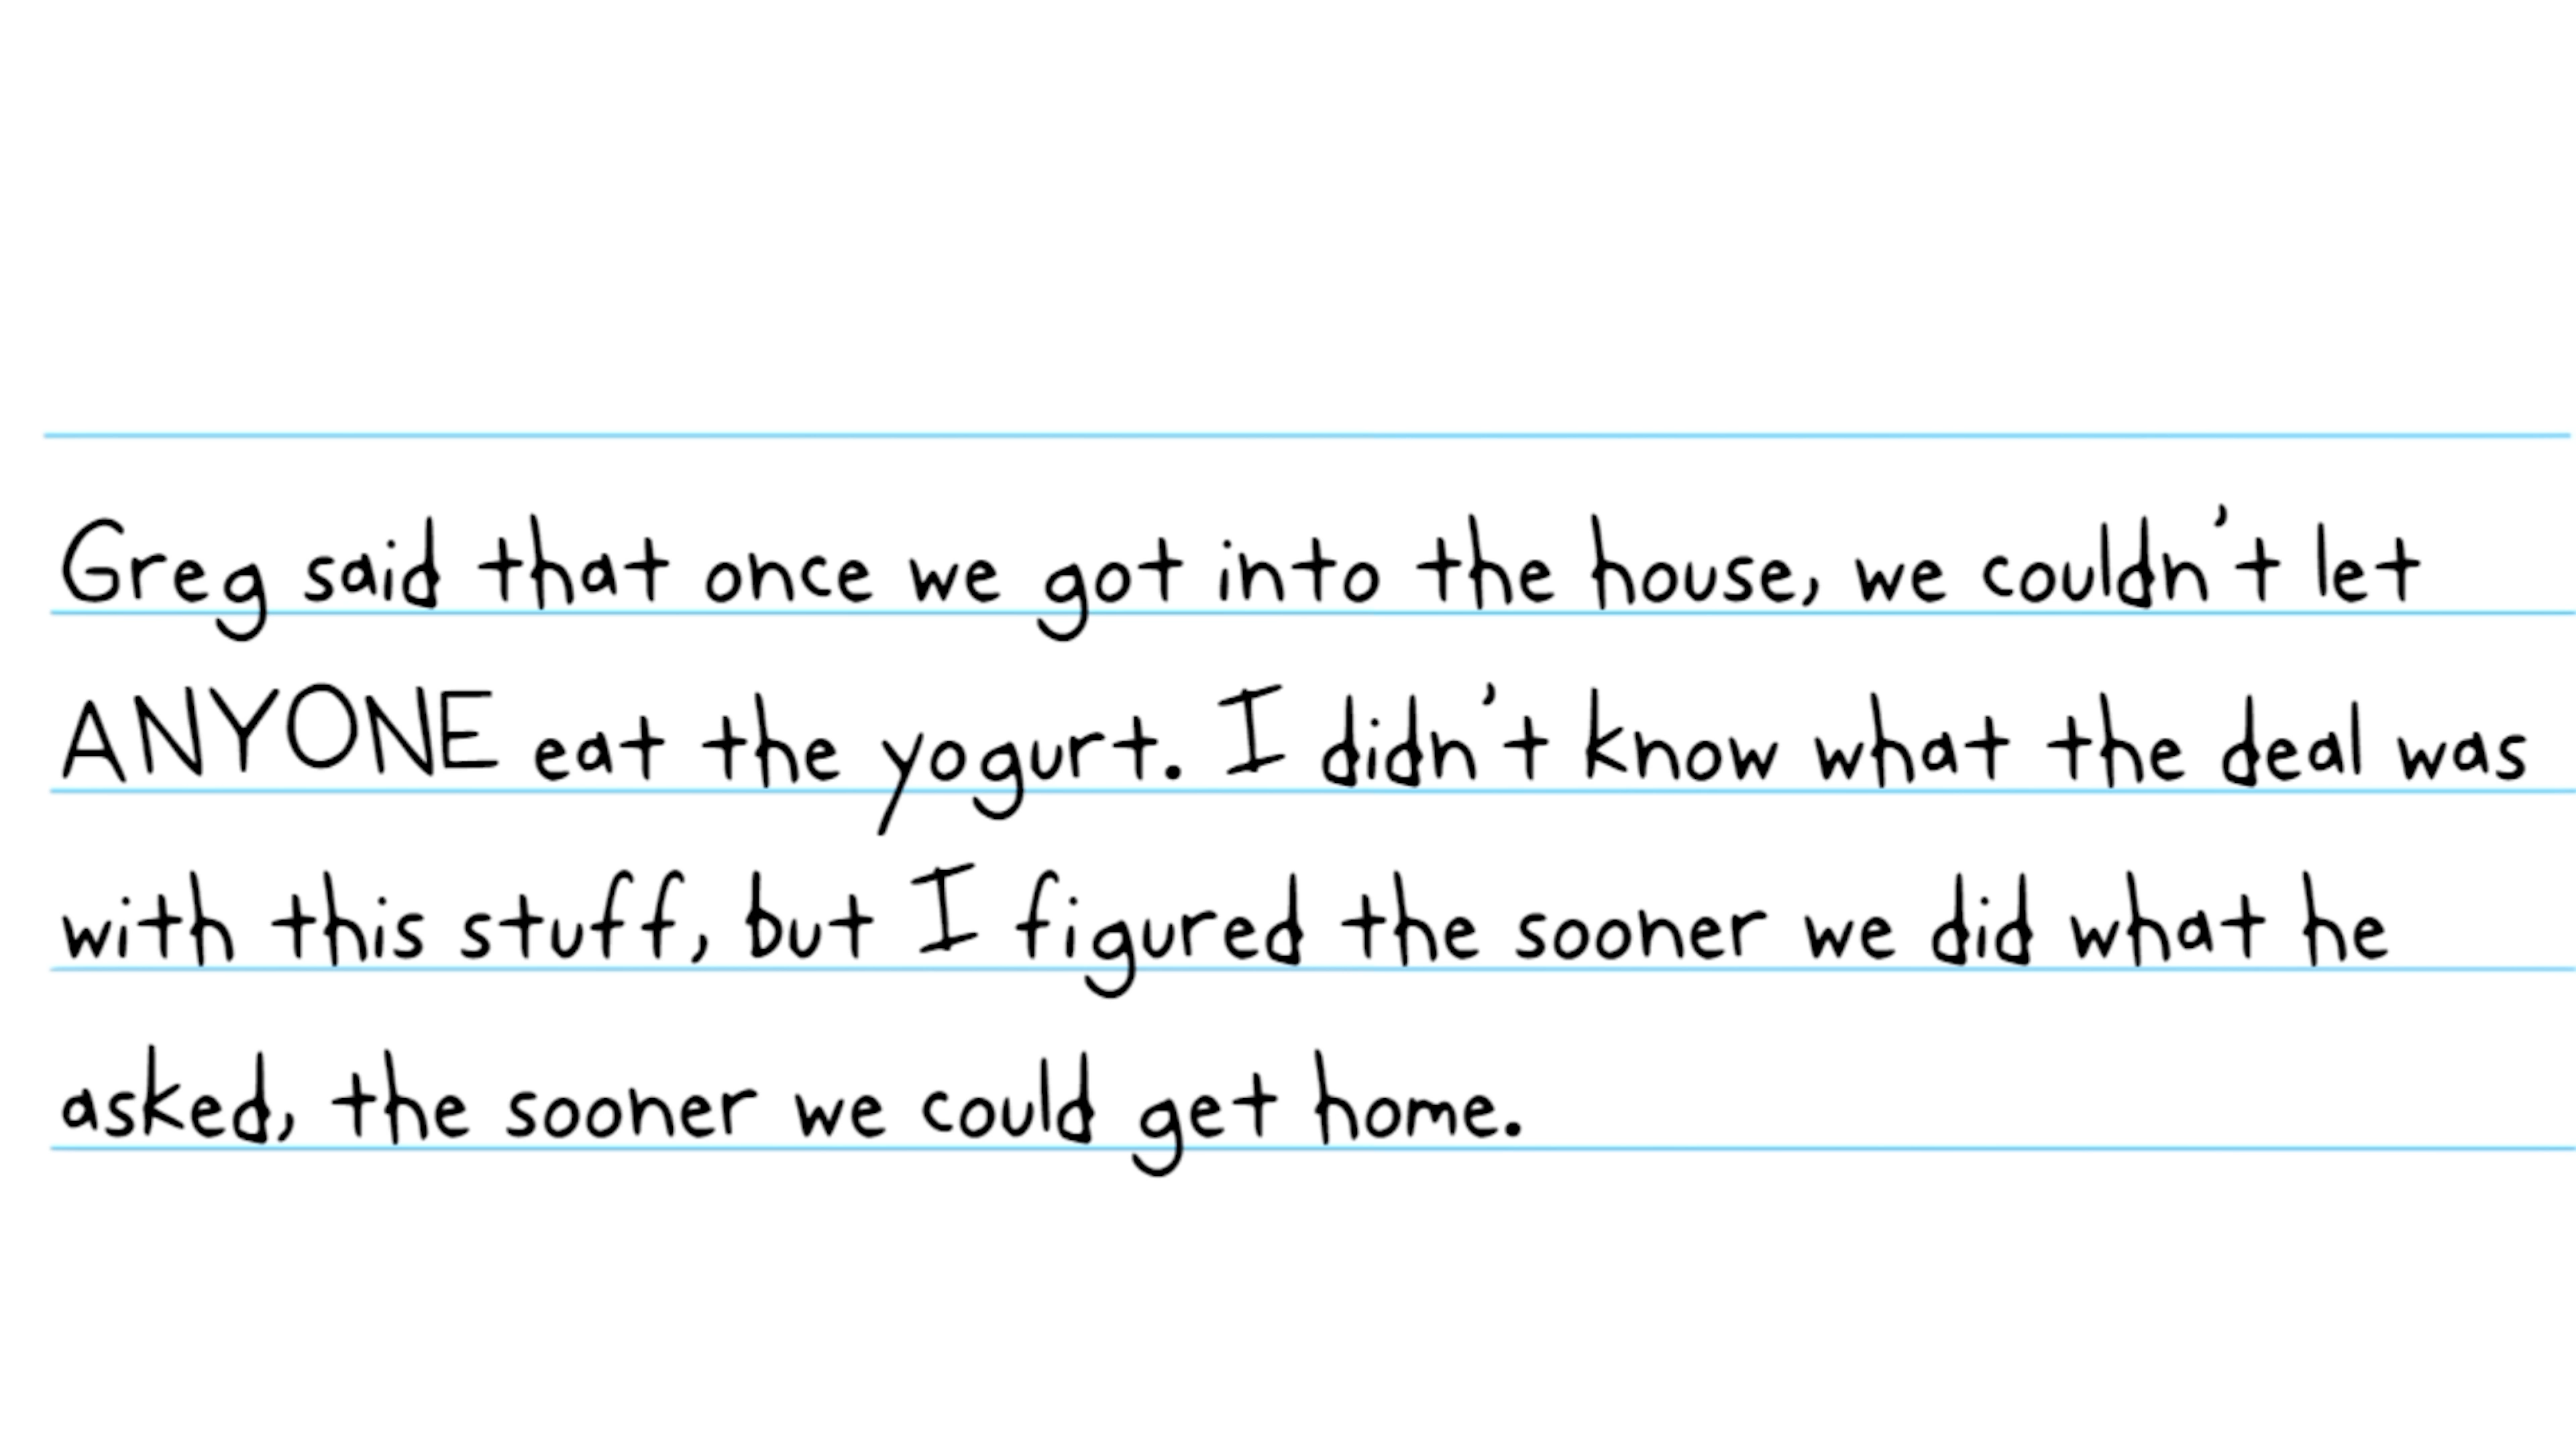 Greg said that once we got into the house, we couldn't let
ANYONE eat the yogurt. I didn't know what the deal was
with this stuff, but I figured the sooner we did what he
asked, the sooner we could get home.